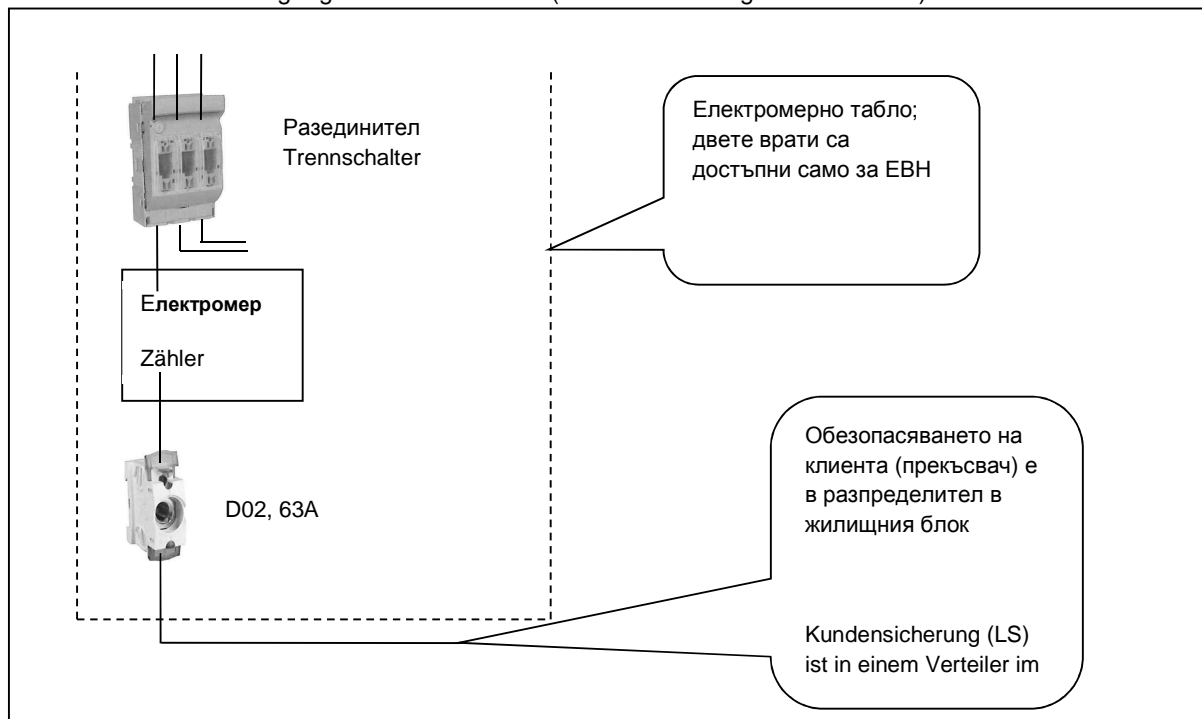 Разединител
Trennschalter
Електромерно табло;
двете врати са
достъпни само за ЕВН
Електромер
Zähler
D02, 63A
Обезопасяването на
клиента (прекъсвач) е
в разпределител в
жилищния блок
Kundensicherung (LS)
ist in einem Verteiler im